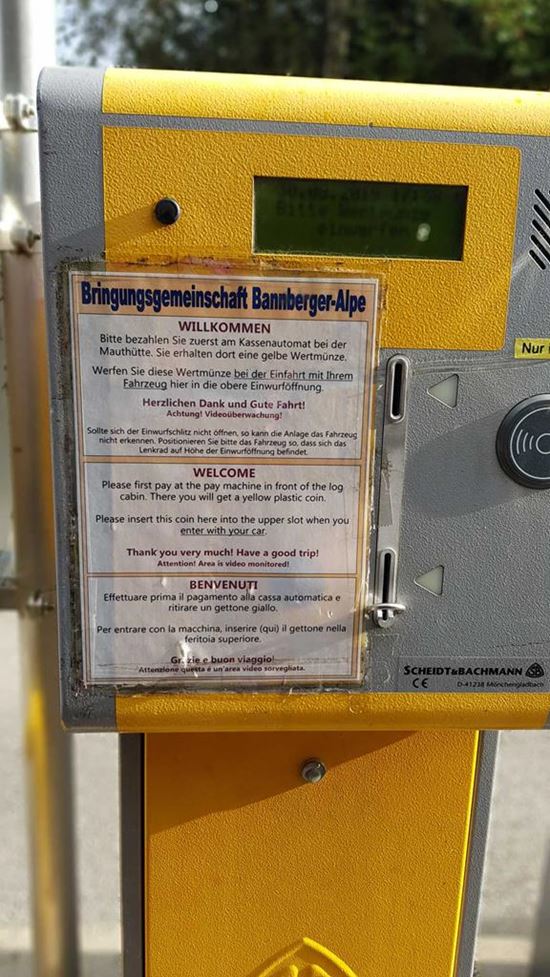 Bitte Wertmünze
einwerfen
Nur
Bringungsgemeinschaft Bannberger-Alpe
WILLKOMMEN
Bitte bezahlen Sie zuerst am Kassenautomat bei der
Mauthütte. Sie erhalten dort eine gelbe Wertmünze.
Werfen Sie diese Wertmünze bei der Einfahrt mit Ihrem
Fahrzeug hier in die obere Einwurföffnung.
Herzlichen Dank und Gute Fahrt!
Achtung! Videoüberwachung!
Sollte sich der Einwurfschlitz nicht öffnen, so kann die Anlage das Fahrzeug
nicht erkennen. Positionieren Sie bitte das Fahrzeug so, dass sich das
Lenkrad auf Höhe der Einwurföffnung befindet.
WELCOME
Please first pay at the pay machine in front of the log
cabin. There you will get a yellow plastic coin.
Please insert this coin here into the upper slot when you
enter with your car.
Thank you very much! Have a good trip!
Attention! Area is video monitored!
BENVENUTI
Effettuare prima il pagamento alla cassa automatica e
ritirare un gettone giallo.
Per entrare con la macchina, inserire (qui) il gettone nella
feritoia superiore.
Grazie e buon viaggio!
Attenzione questa è un'area video sorvegliata.
SCHEIDT&BACHMANN
CE D-41238 Mönchengladbach